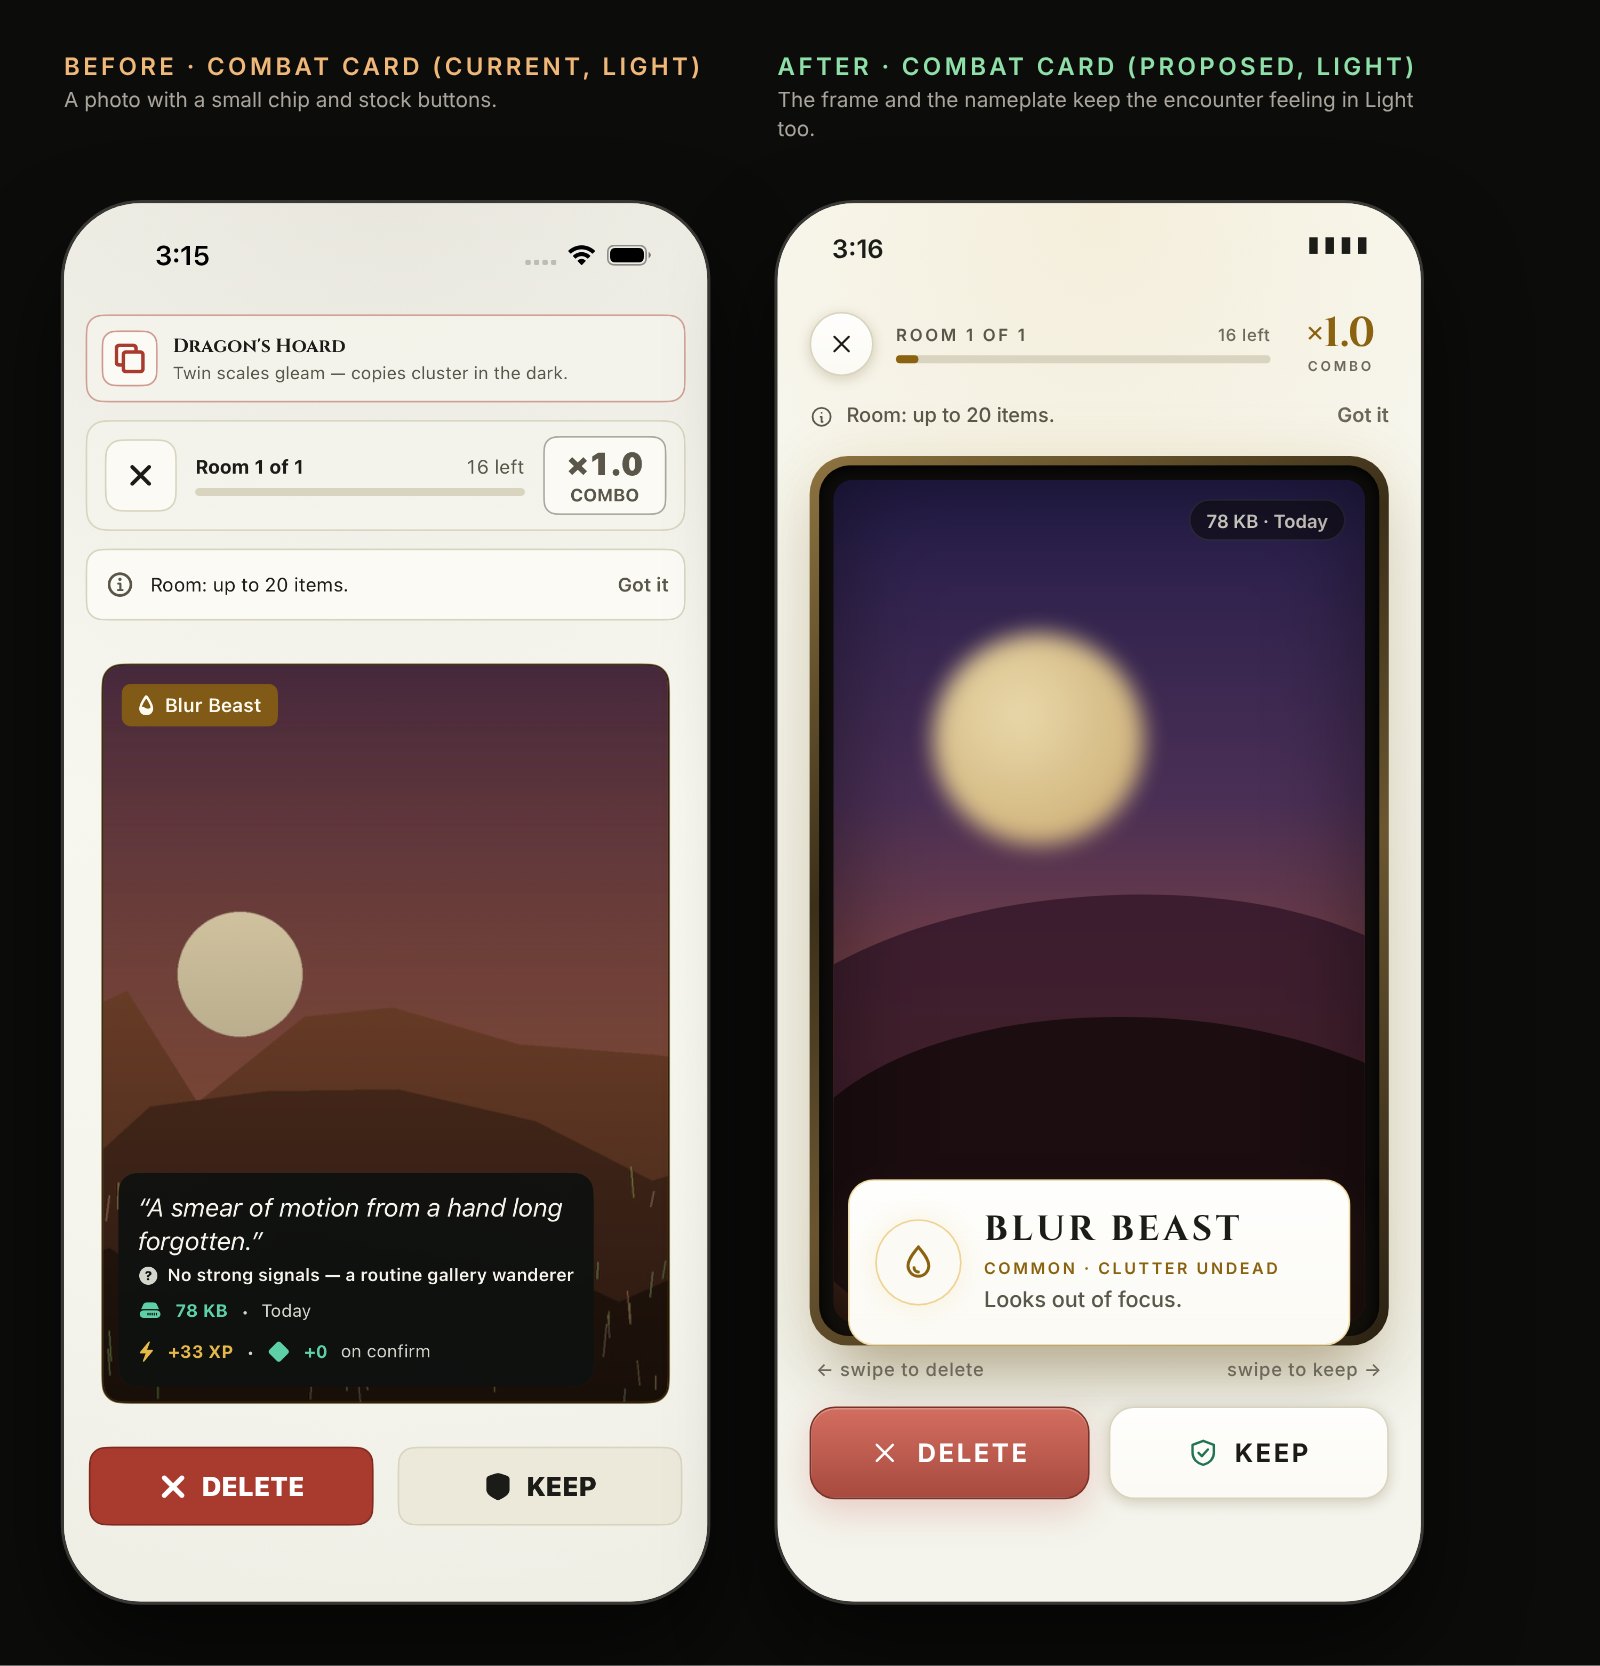 BEFORE · COMBAT CARD (CURRENT, LIGHT)
A photo with a small chip and stock buttons.
3:15
DRAGON'S HOARD
Twin scales gleam — copies cluster in the dark.
Room 1 of 1
16 left
×1.0
COMBO
Room: up to 20 items.
Got it
Blur Beast
“A smear of motion from a hand long
forgotten.”
No strong signals — a routine gallery wanderer
78 KB · Today
+33 XP · +0 on confirm
DELETE
KEEP
AFTER · COMBAT CARD (PROPOSED, LIGHT)
The frame and the nameplate keep the encounter feeling in Light
too.
3:16
ROOM 1 OF 1
16 left
×1.0
COMBO
Room: up to 20 items.
Got it
78 KB · Today
BLUR BEAST
COMMON · CLUTTER UNDEAD
Looks out of focus.
← swipe to delete
swipe to keep →
DELETE
KEEP